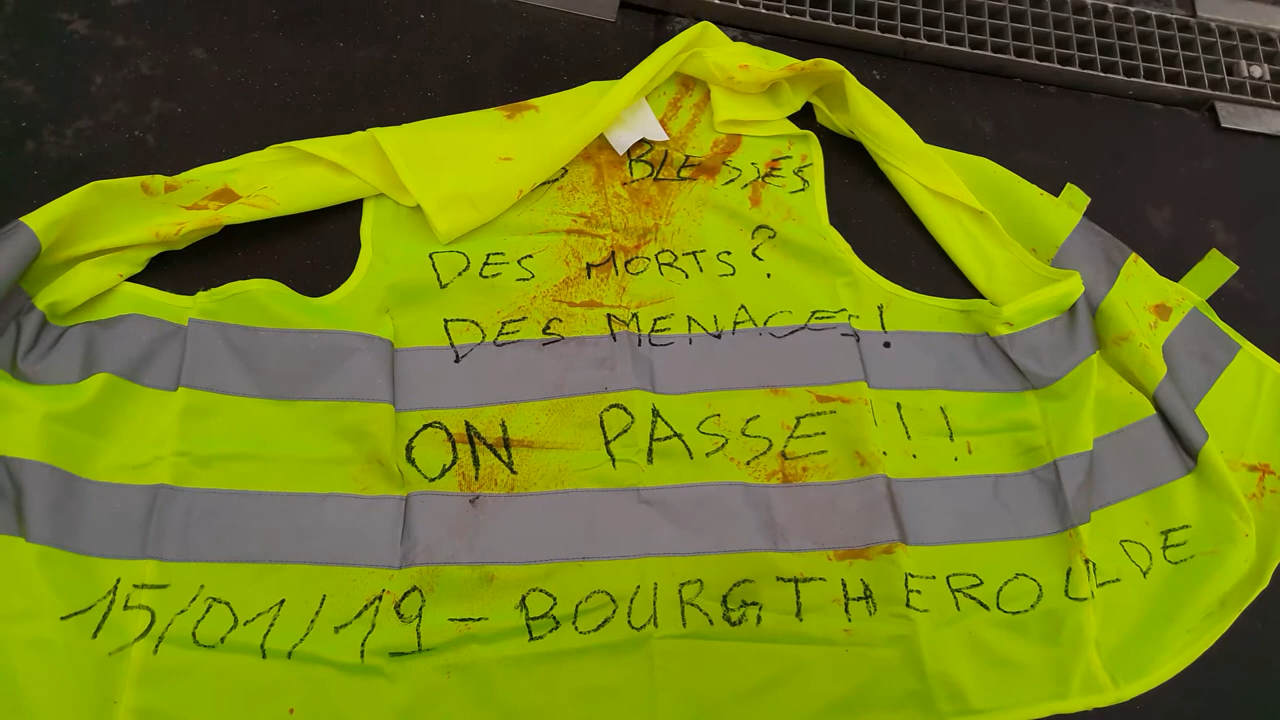 BLESSES
DES MORTS?
DES MENACES!
ON PASSE !!!
15/01/19 - BOURGTHEROULDE